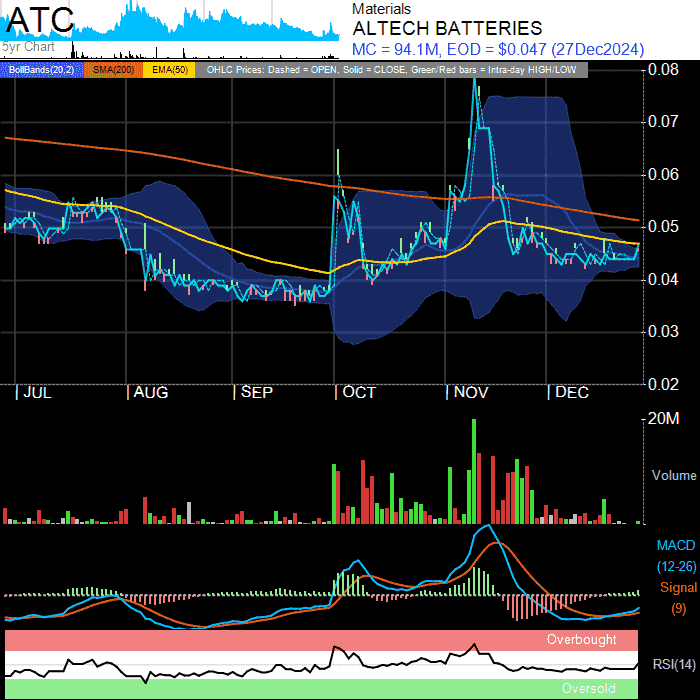 ATC
5yr Chart
Materials
ALTECH BATTERIES
MC = 94.1M, EOD = $0.047 (27Dec2024)
BollBands(20,2) SMA(200) EMA(50) OHLC Prices: Dashed = OPEN, Solid = CLOSE, Green/Red bars = Intra-day HIGH/LOW
0.08
0.07
0.06
0.05
0.04
0.03
0.02
JUL AUG SEP OCT NOV DEC
20M
Volume
MACD
(12-26)
Signal
(9)
Overbought
RSI(14)
Oversold